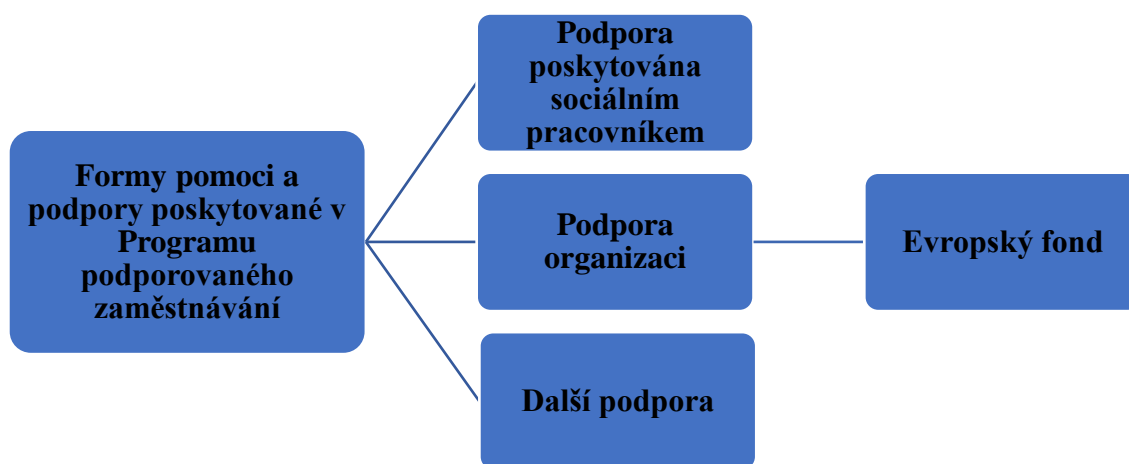 Formy pomoci a
podpory poskytované v
Programu
podporovaného
zaměstnávání
Podpora
poskytována
sociálním
pracovníkem
Podpora
organizaci
Evropský fond
Další podpora